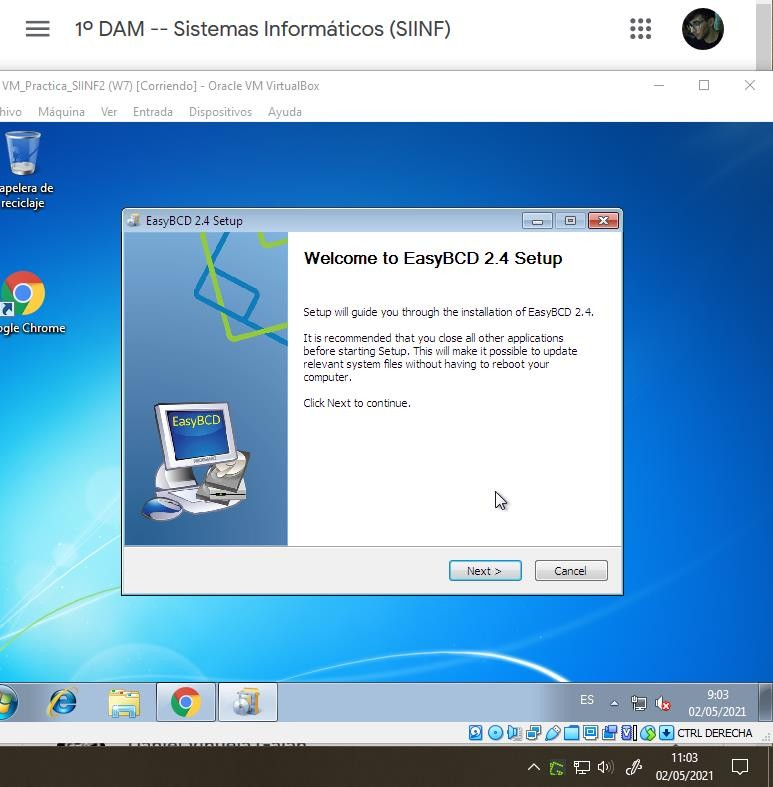 1º DAM -- Sistemas Informáticos (SIINF)
VM_Practica_SIINF2 (W7) [Corriendo] - Oracle VM VirtualBox
hivo Máquina Ver Entrada Dispositivos Ayuda
apelera de
reciclaje
EasyBCD 2.4 Setup
Welcome to EasyBCD 2.4 Setup
Setup will guide you through the installation of EasyBCD 2.4.
It is recommended that you close all other applications
before starting Setup. This will make it possible to update
relevant system files without having to reboot your
computer.
Click Next to continue.
ogle Chrome
EasyBCD
Next >
Cancel
ES
9:03
02/05/2021
CTRL DERECHA
11:03
02/05/2021